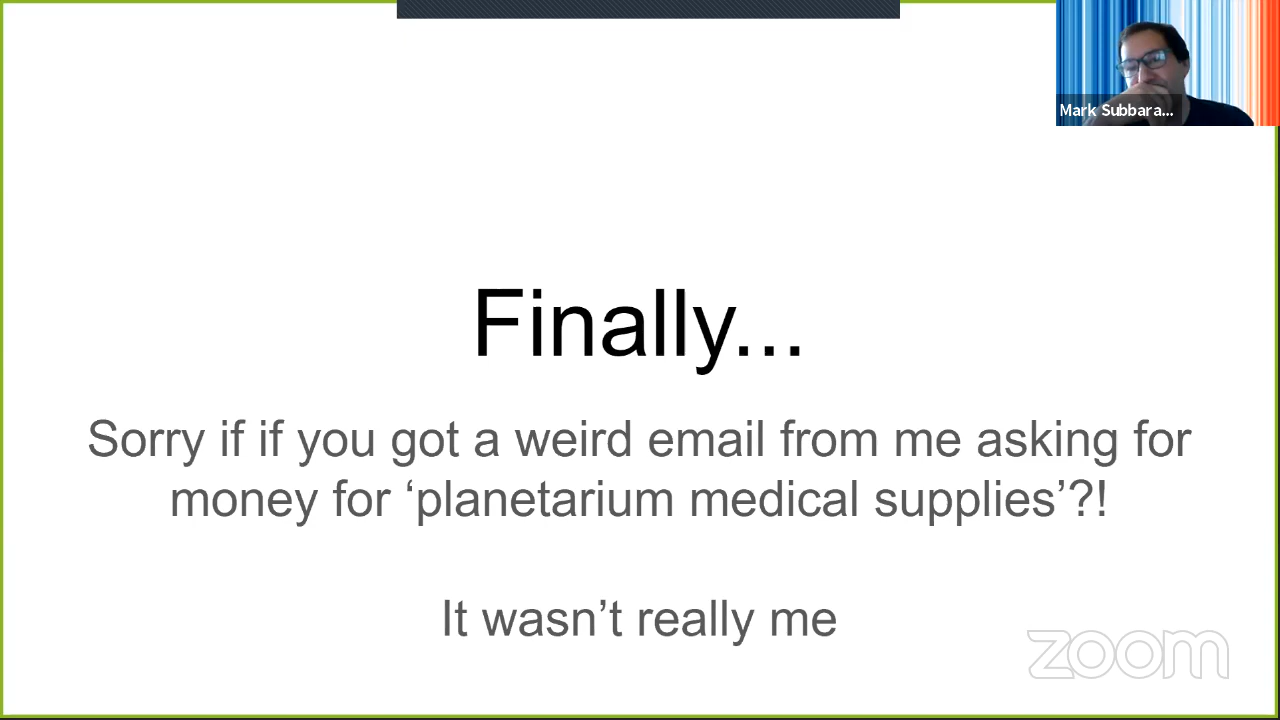 Mark Subbara...
Finally...
Sorry if if you got a weird email from me asking for
money for ‘planetarium medical supplies’?!
It wasn’t really me
zoom